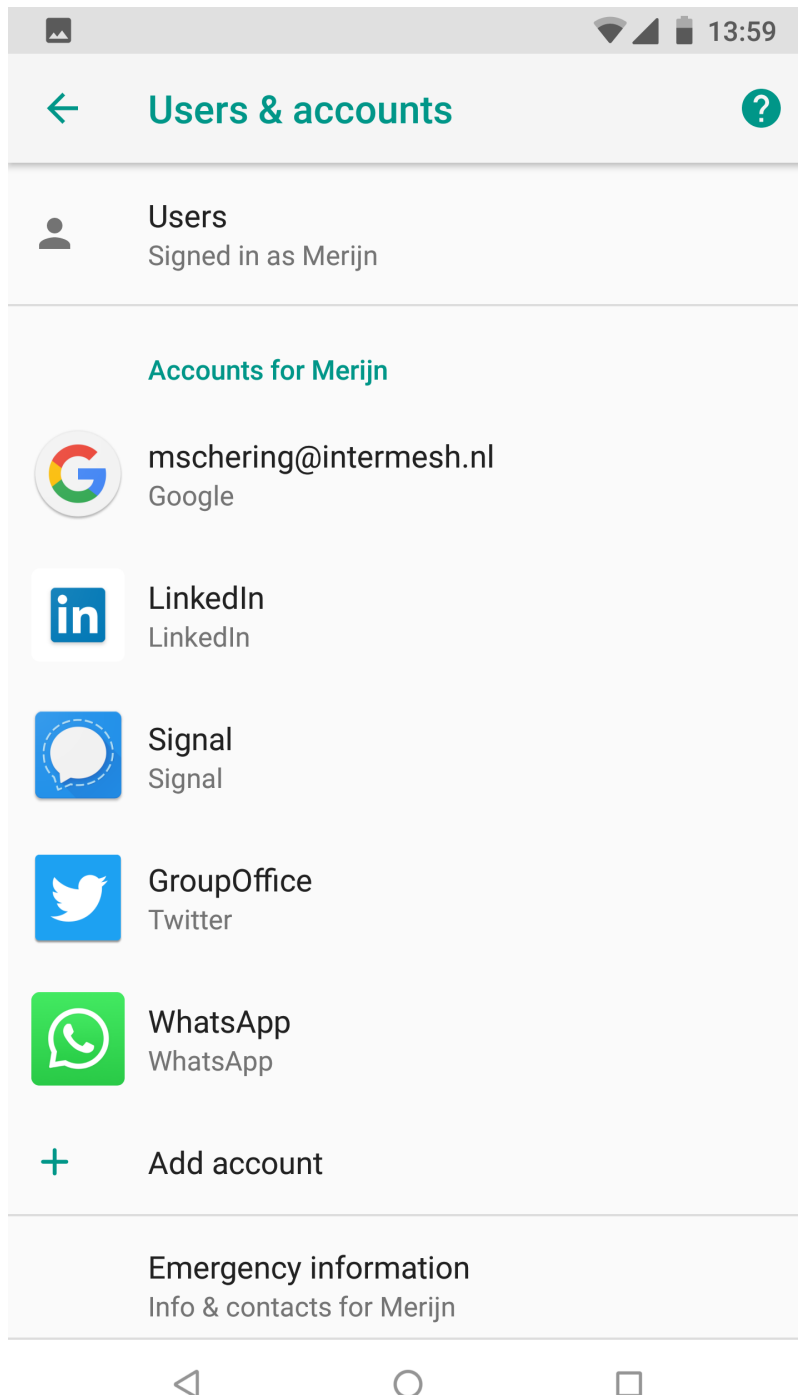 13:59
Users & accounts
Users
Signed in as Merijn
Accounts for Merijn
mschering@intermesh.nl
Google
LinkedIn
LinkedIn
Signal
Signal
GroupOffice
Twitter
WhatsApp
WhatsApp
Add account
Emergency information
Info & contacts for Merijn